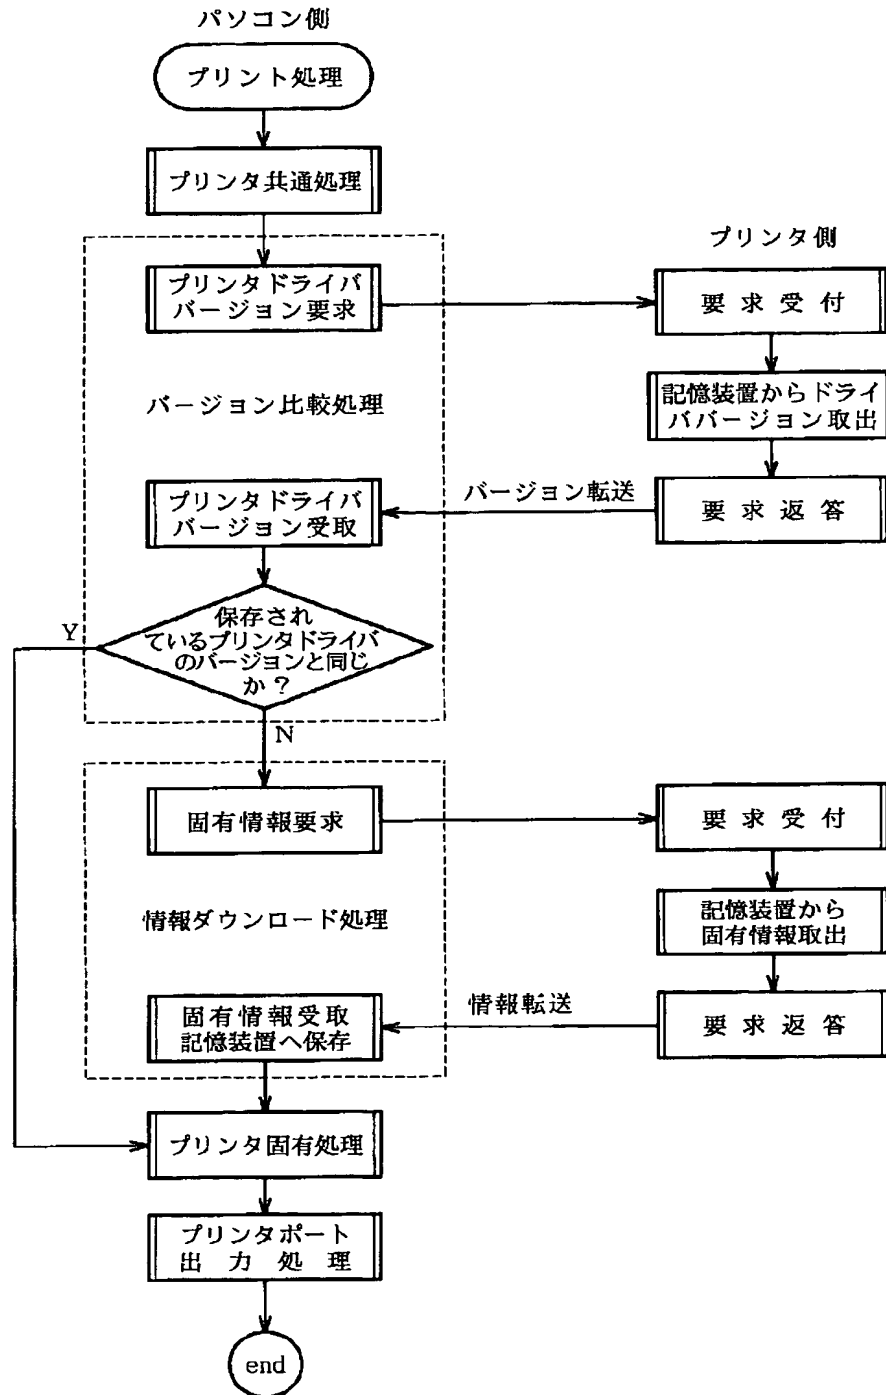 パソコン側
プリント処理
プリンタ共通処理
プリンタ側
プリンタドライバ
バージョン要求
要求受付
バージョン比較処理
記憶装置からドライ
バババージョン取出
プリンタドライバ
バージョン受取
バージョン転送
要求返答
保存され
ているプリンタドライバ
のバージョンと同じ
か？
Y
N
固有情報要求
要求受付
情報ダウンロード処理
記憶装置から
固有情報取出
固有情報受取
記憶装置へ保存
情報転送
要求返答
プリンタ固有処理
プリンタポート
出力処理
end